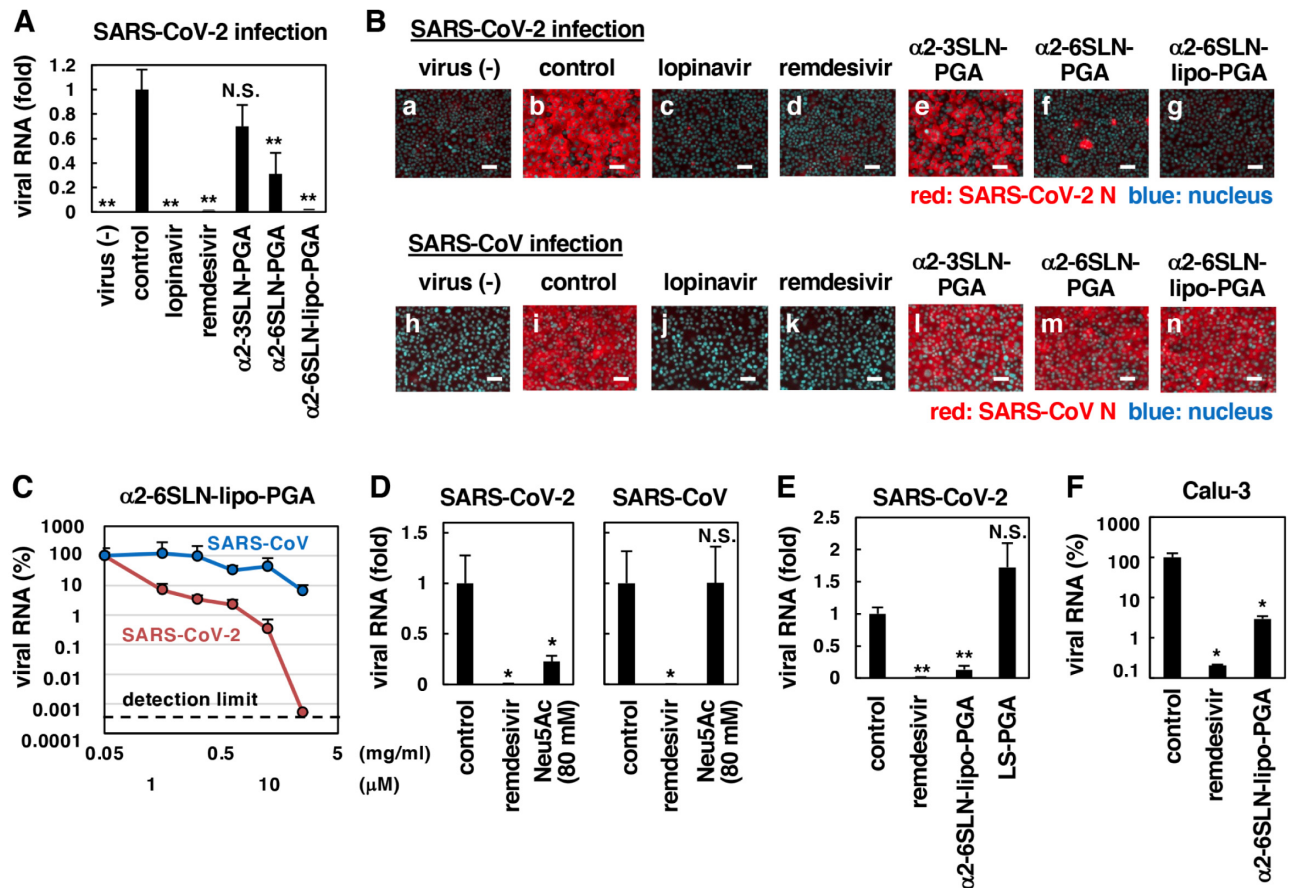 A
SARS-CoV-2 infection
viral RNA (fold)
1.2
1
0.8
0.6
0.4
0.2
0
**
**
**
N.S.
**
**
virus (-)
control
lopinavir
remdesivir
α2-3SLN-PGA
α2-6SLN-PGA
α2-6SLN-lipo-PGA
B
SARS-CoV-2 infection
virus (-)
control
lopinavir
remdesivir
α2-3SLN-
PGA
α2-6SLN-
PGA
α2-6SLN-
lipo-PGA
a
b
c
d
e
f
g
red: SARS-CoV-2 N blue: nucleus
SARS-CoV infection
virus (-)
control
lopinavir
remdesivir
α2-3SLN-
PGA
α2-6SLN-
PGA
α2-6SLN-
lipo-PGA
h
i
j
k
l
m
n
red: SARS-CoV N blue: nucleus
C
α2-6SLN-lipo-PGA
viral RNA (%)
1000
100
10
1
0.1
0.01
0.001
0.0001
SARS-CoV
SARS-CoV-2
detection limit
0.05 0.5 5 (mg/ml)
1 10 (μM)
D
SARS-CoV-2
viral RNA (fold)
1.5
1
0.5
0
*
*
control
remdesivir
Neu5Ac
(80 mM)
SARS-CoV
N.S.
*
control
remdesivir
Neu5Ac
(80 mM)
E
SARS-CoV-2
viral RNA (fold)
2.5
2
1.5
1
0.5
0
**
**
N.S.
control
remdesivir
α2-6SLN-lipo-PGA
LS-PGA
F
Calu-3
viral RNA (%)
1000
100
10
1
0.1
*
*
control
remdesivir
α2-6SLN-lipo-PGA